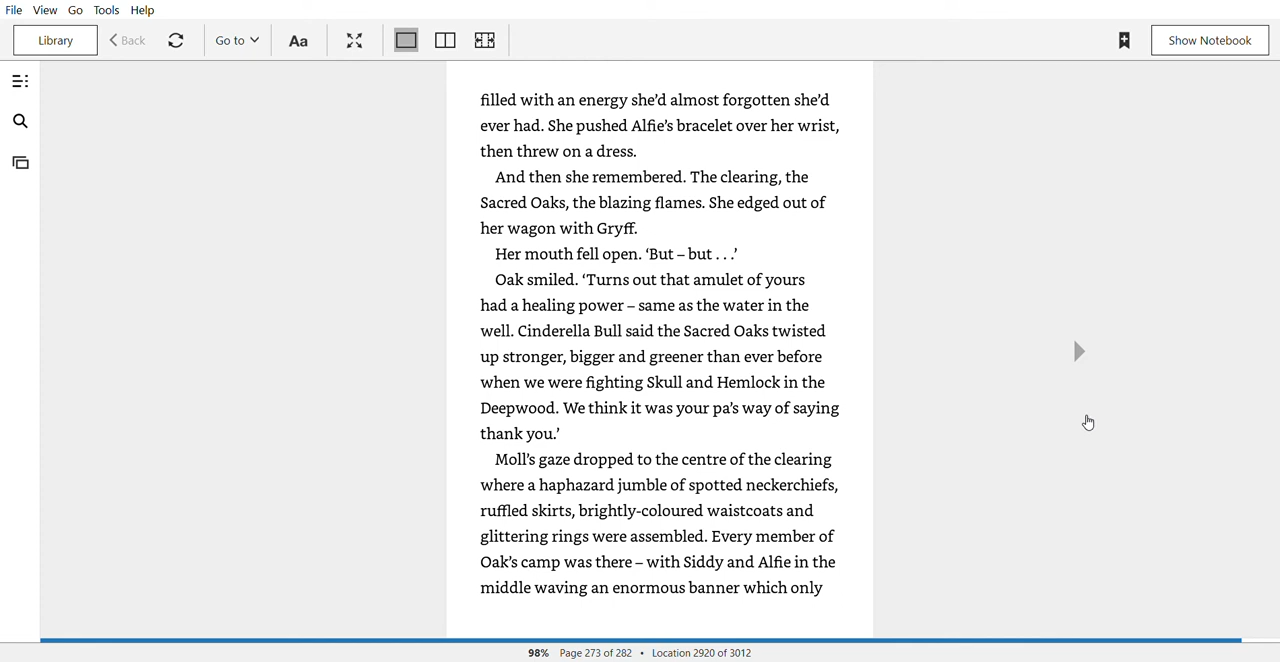 File View Go Tools Help
Library Back Go to Aa Show Notebook
filled with an energy she’d almost forgotten she’d
ever had. She pushed Alfie’s bracelet over her wrist,
then threw on a dress.
And then she remembered. The clearing, the
Sacred Oaks, the blazing flames. She edged out of
her wagon with Gryff.
Her mouth fell open. ‘But – but . . .’
Oak smiled. ‘Turns out that amulet of yours
had a healing power – same as the water in the
well. Cinderella Bull said the Sacred Oaks twisted
up stronger, bigger and greener than ever before
when we were fighting Skull and Hemlock in the
Deepwood. We think it was your pa’s way of saying
thank you.’
Moll’s gaze dropped to the centre of the clearing
where a haphazard jumble of spotted neckerchiefs,
ruffled skirts, brightly-coloured waistcoats and
glittering rings were assembled. Every member of
Oak’s camp was there – with Siddy and Alfie in the
middle waving an enormous banner which only
98% Page 273 of 282 • Location 2920 of 3012